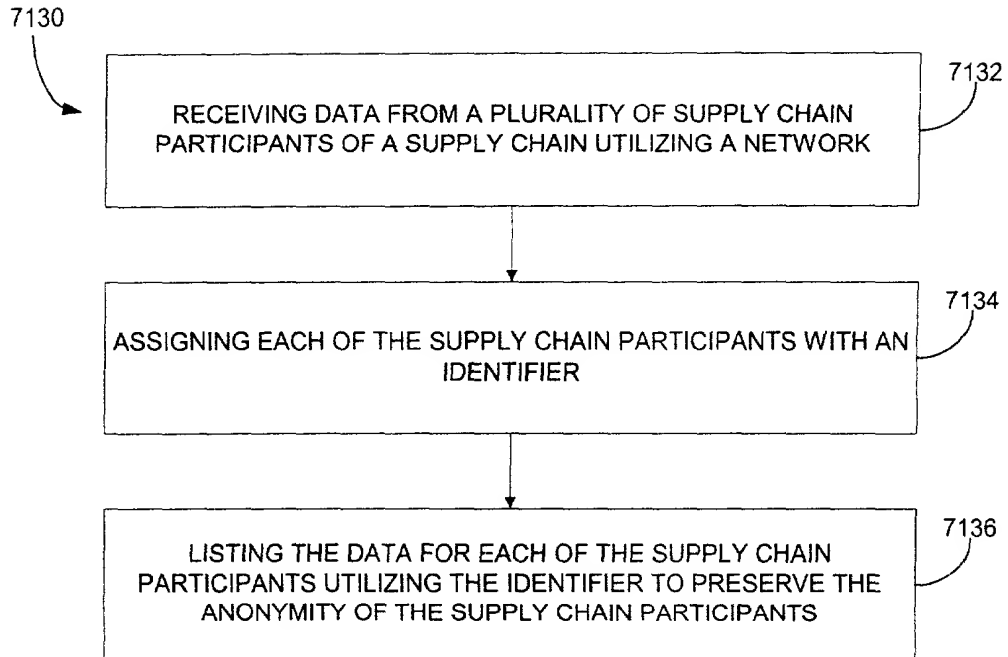 7130
7132
RECEIVING DATA FROM A PLURALITY OF SUPPLY CHAIN
PARTICIPANTS OF A SUPPLY CHAIN UTILIZING A NETWORK
7134
ASSIGNING EACH OF THE SUPPLY CHAIN PARTICIPANTS WITH AN
IDENTIFIER
7136
LISTING THE DATA FOR EACH OF THE SUPPLY CHAIN
PARTICIPANTS UTILIZING THE IDENTIFIER TO PRESERVE THE
ANONYMITY OF THE SUPPLY CHAIN PARTICIPANTS